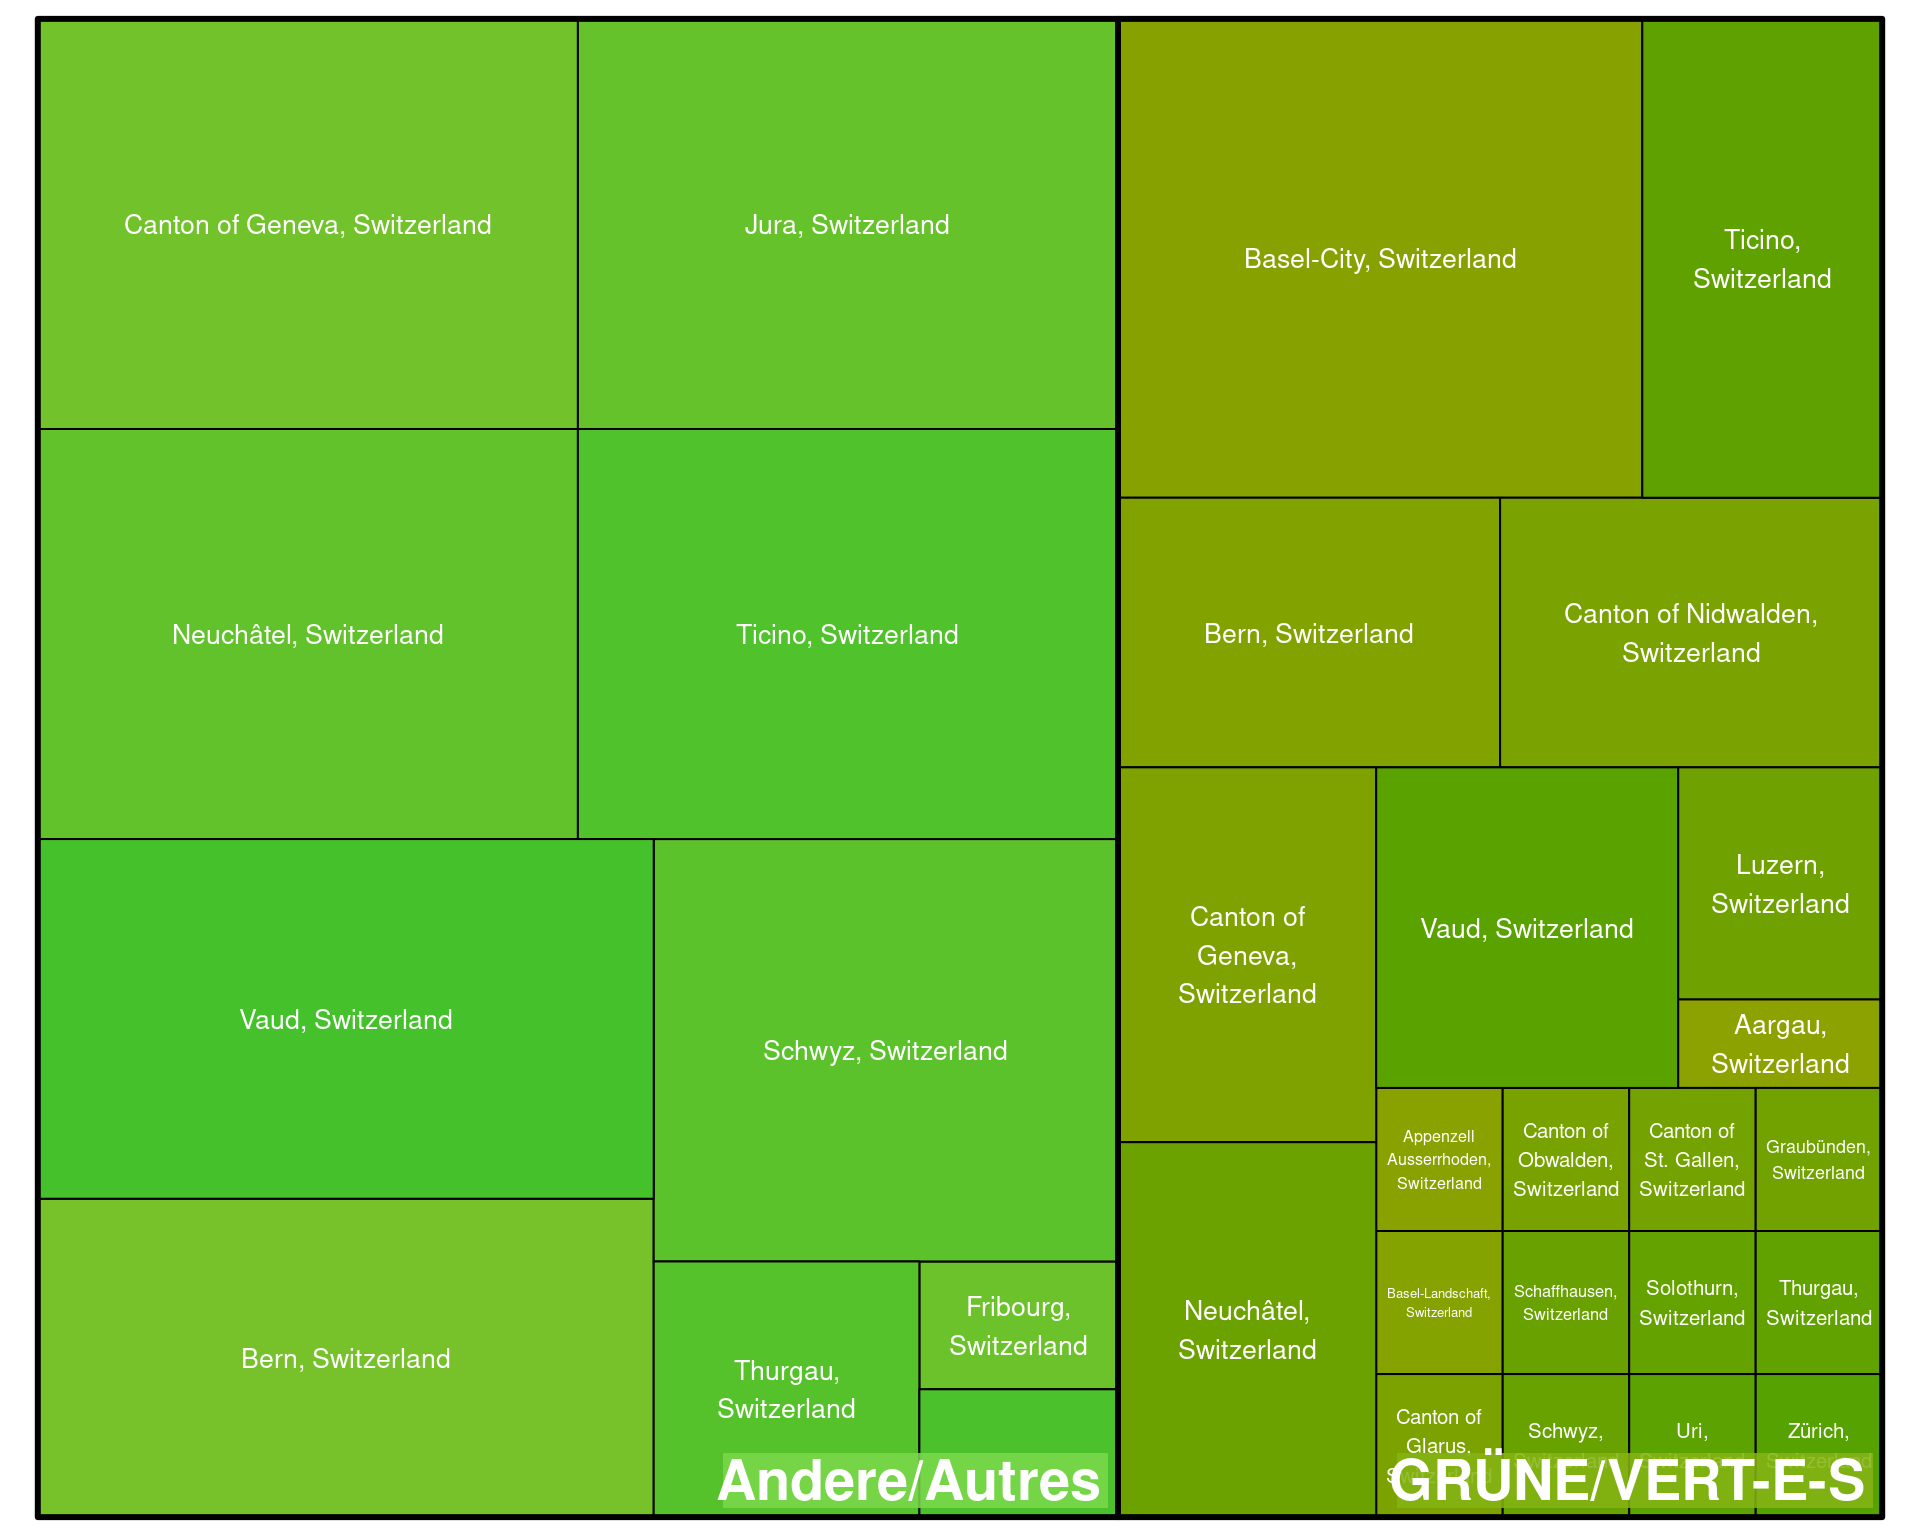 Canton of Geneva, Switzerland
Jura, Switzerland
Neuchâtel, Switzerland
Ticino, Switzerland
Vaud, Switzerland
Schwyz, Switzerland
Bern, Switzerland
Thurgau,
Switzerland
Fribourg,
Switzerland
Andere/Autres
Basel-City, Switzerland
Ticino,
Switzerland
Bern, Switzerland
Canton of Nidwalden,
Switzerland
Canton of
Geneva,
Switzerland
Vaud, Switzerland
Luzern,
Switzerland
Aargau,
Switzerland
Neuchâtel,
Switzerland
Appenzell
Ausserrhoden,
Switzerland
Canton of
Obwalden,
Switzerland
Canton of
St. Gallen,
Switzerland
Graubünden,
Switzerland
Basel-Landschaft,
Switzerland
Schaffhausen,
Switzerland
Solothurn,
Switzerland
Thurgau,
Switzerland
Canton of
Glarus,
Schwyz,
Uri,
Zürich,
GRÜNE/VERT-E-S